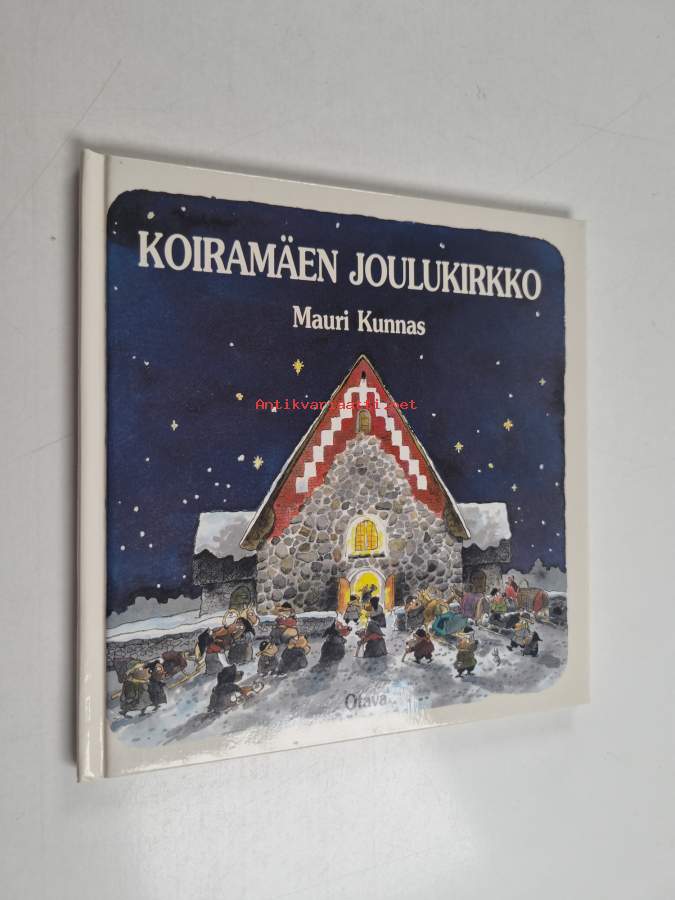 KOIRAMÄEN JOULUKIRKKO
Mauri Kunnas
Antikvariaatti.net
Otava